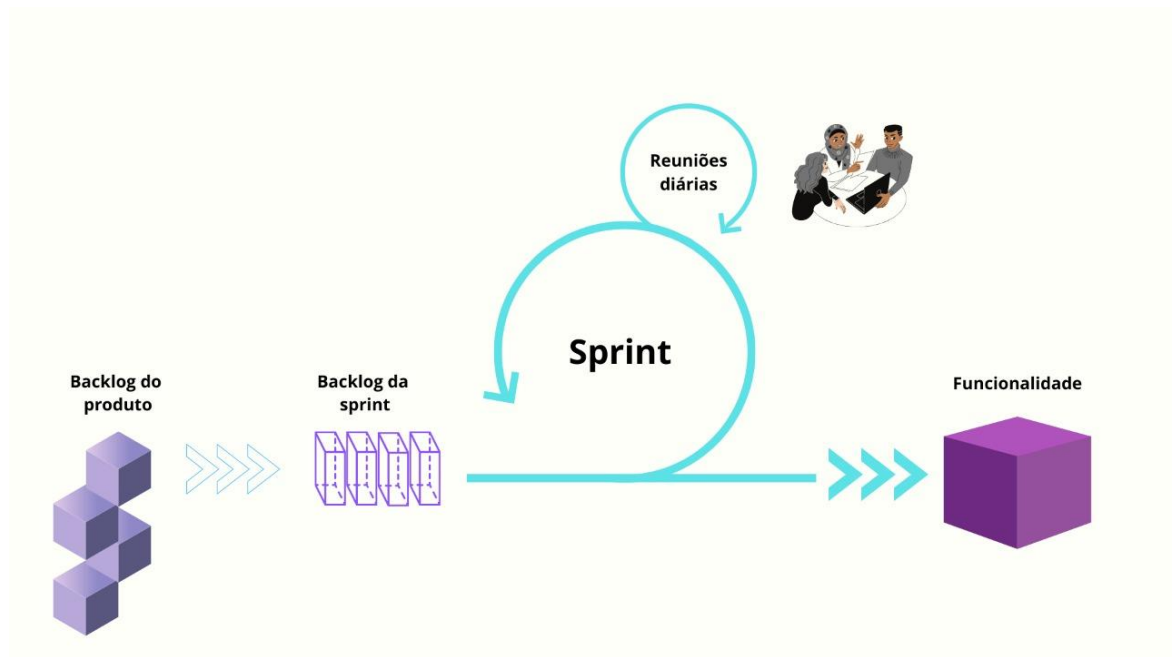 Reuniões
diárias
Sprint
Backlog do
produto
Backlog da
sprint
Funcionalidade